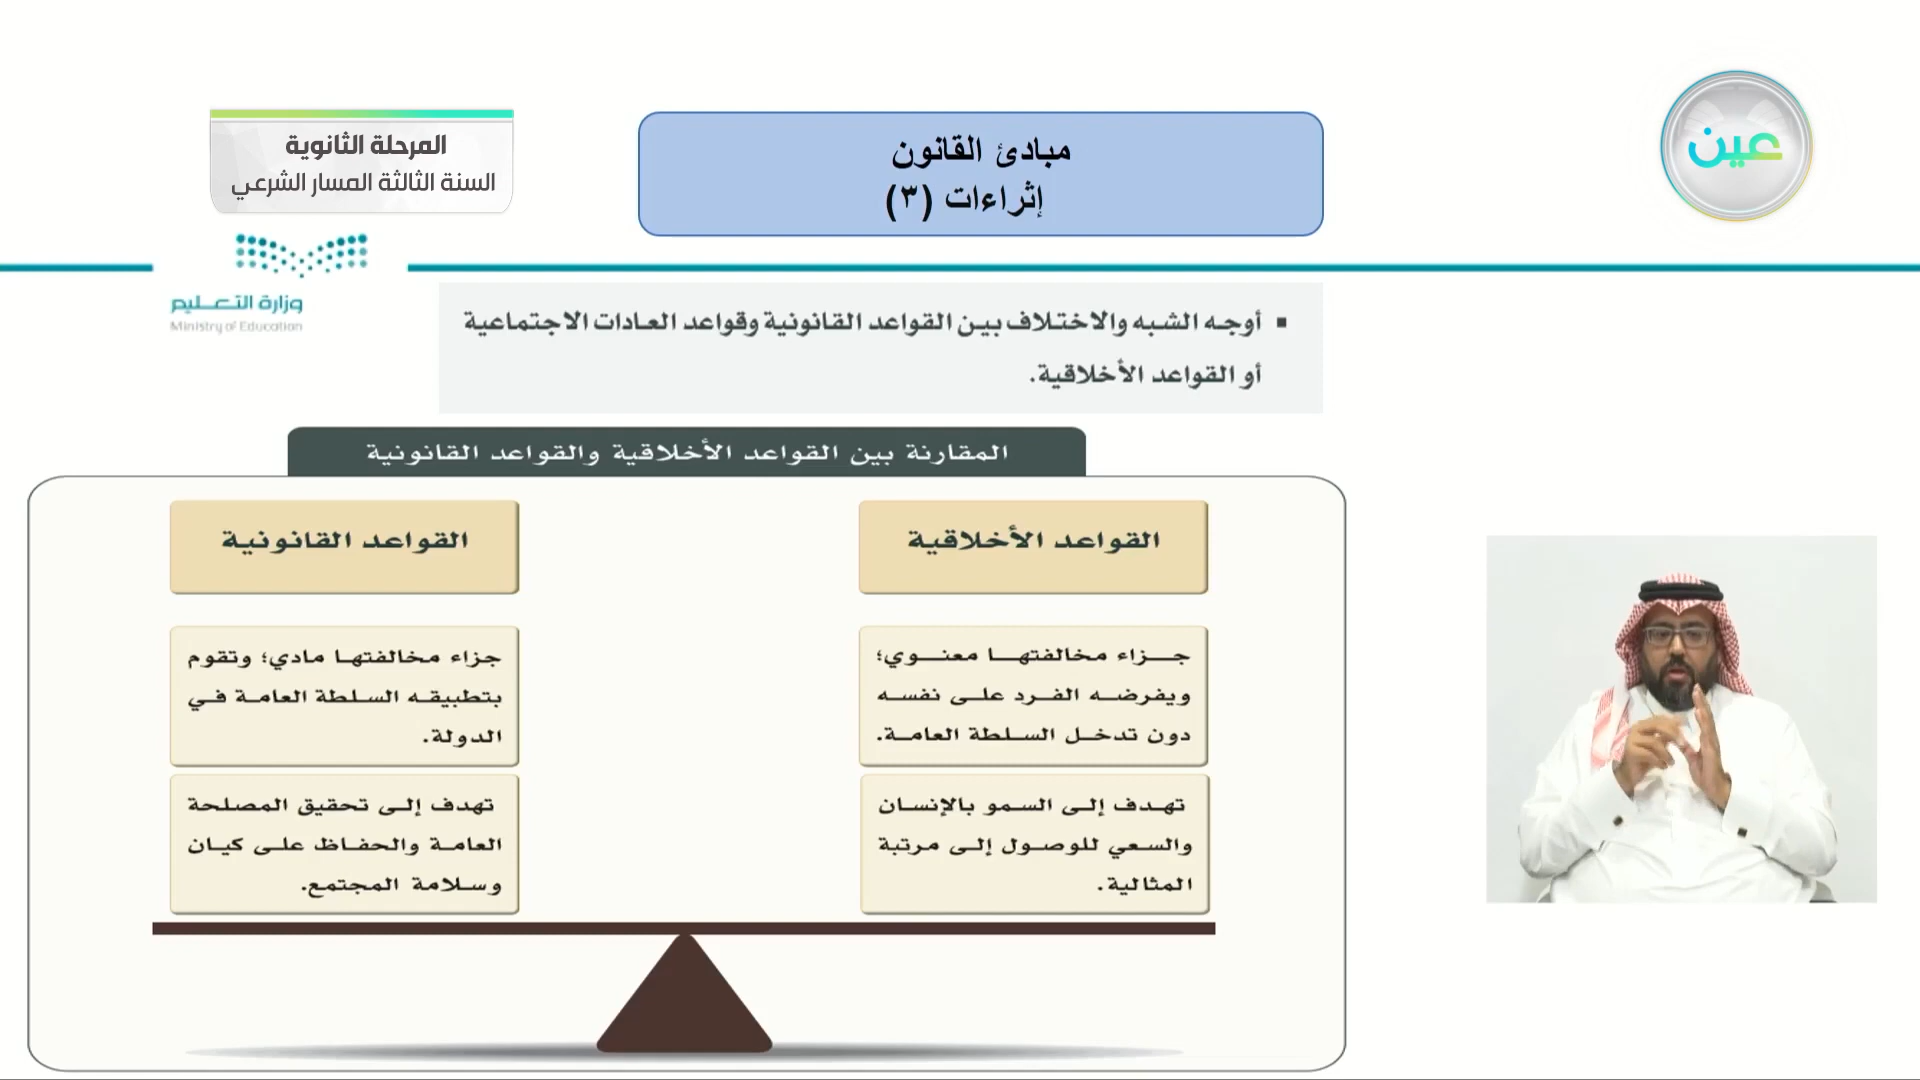 عين
مبادئ القانون
إثراءات (٣)
المرحلة الثانوية
السنة الثالثة المسار الشرعي
وزارة التعليم
Ministry of Education
▪ أوجه الشبه والاختلاف بين القواعد القانونية وقواعد العادات الاجتماعية
أو القواعد الأخلاقية.
المقارنة بين القواعد الأخلاقية والقواعد القانونية
القواعد الأخلاقية
جزاء مخالفتها معنوي؛
ويفرضه الفرد على نفسه
دون تدخل السلطة العامة.
تهدف إلى السمو بالإنسان
والسعي للوصول إلى مرتبة
المثالية.
القواعد القانونية
جزاء مخالفتها مادي؛ وتقوم
بتطبيقه السلطة العامة في
الدولة.
تهدف إلى تحقيق المصلحة
العامة والحفاظ على كيان
وسلامة المجتمع.